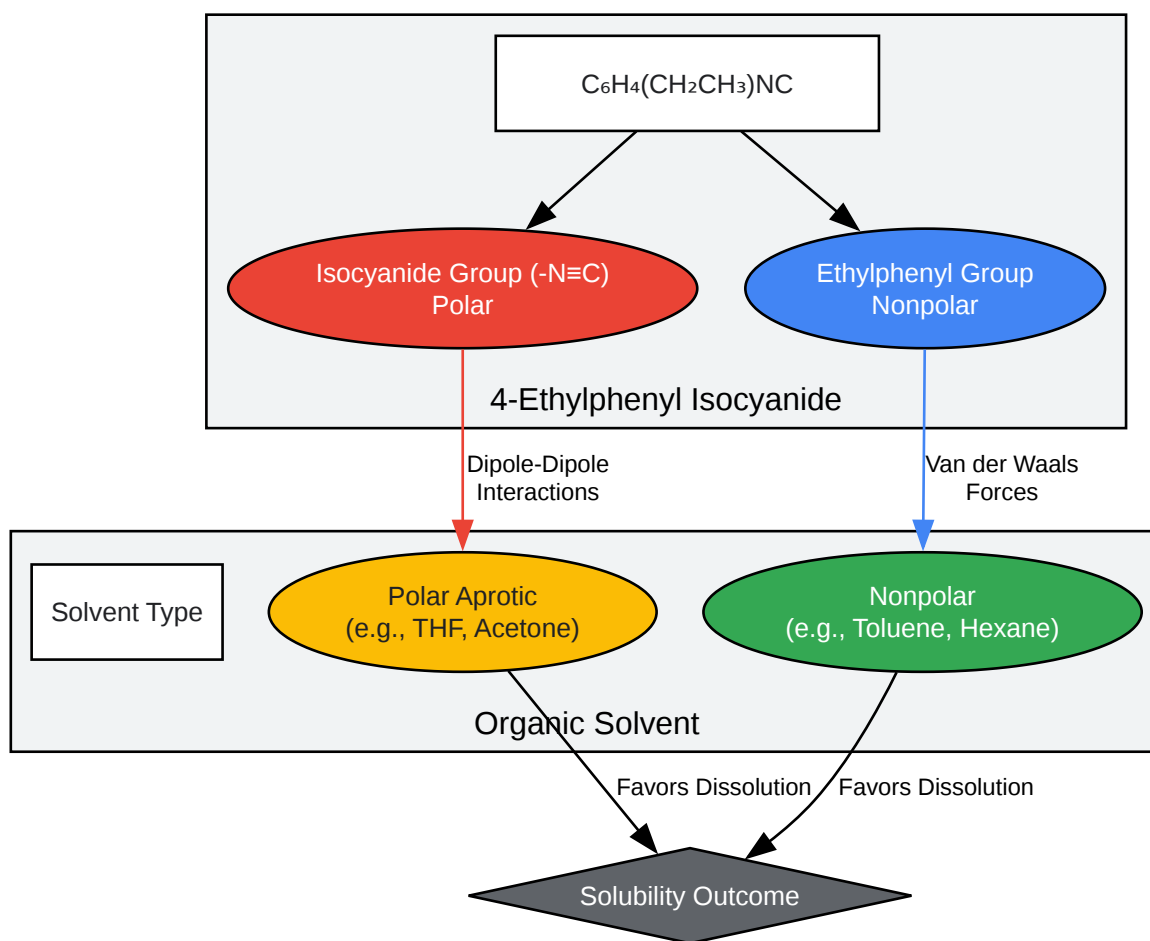 C₆H₄(CH₂CH₃)NC
Isocyanide Group (-N≡C)
Polar
Ethylphenyl Group
Nonpolar
4-Ethylphenyl Isocyanide
Dipole-Dipole
Interactions
Van der Waals
Forces
Solvent Type
Polar Aprotic
(e.g., THF, Acetone)
Nonpolar
(e.g., Toluene, Hexane)
Organic Solvent
Favors Dissolution
Favors Dissolution
Solubility Outcome